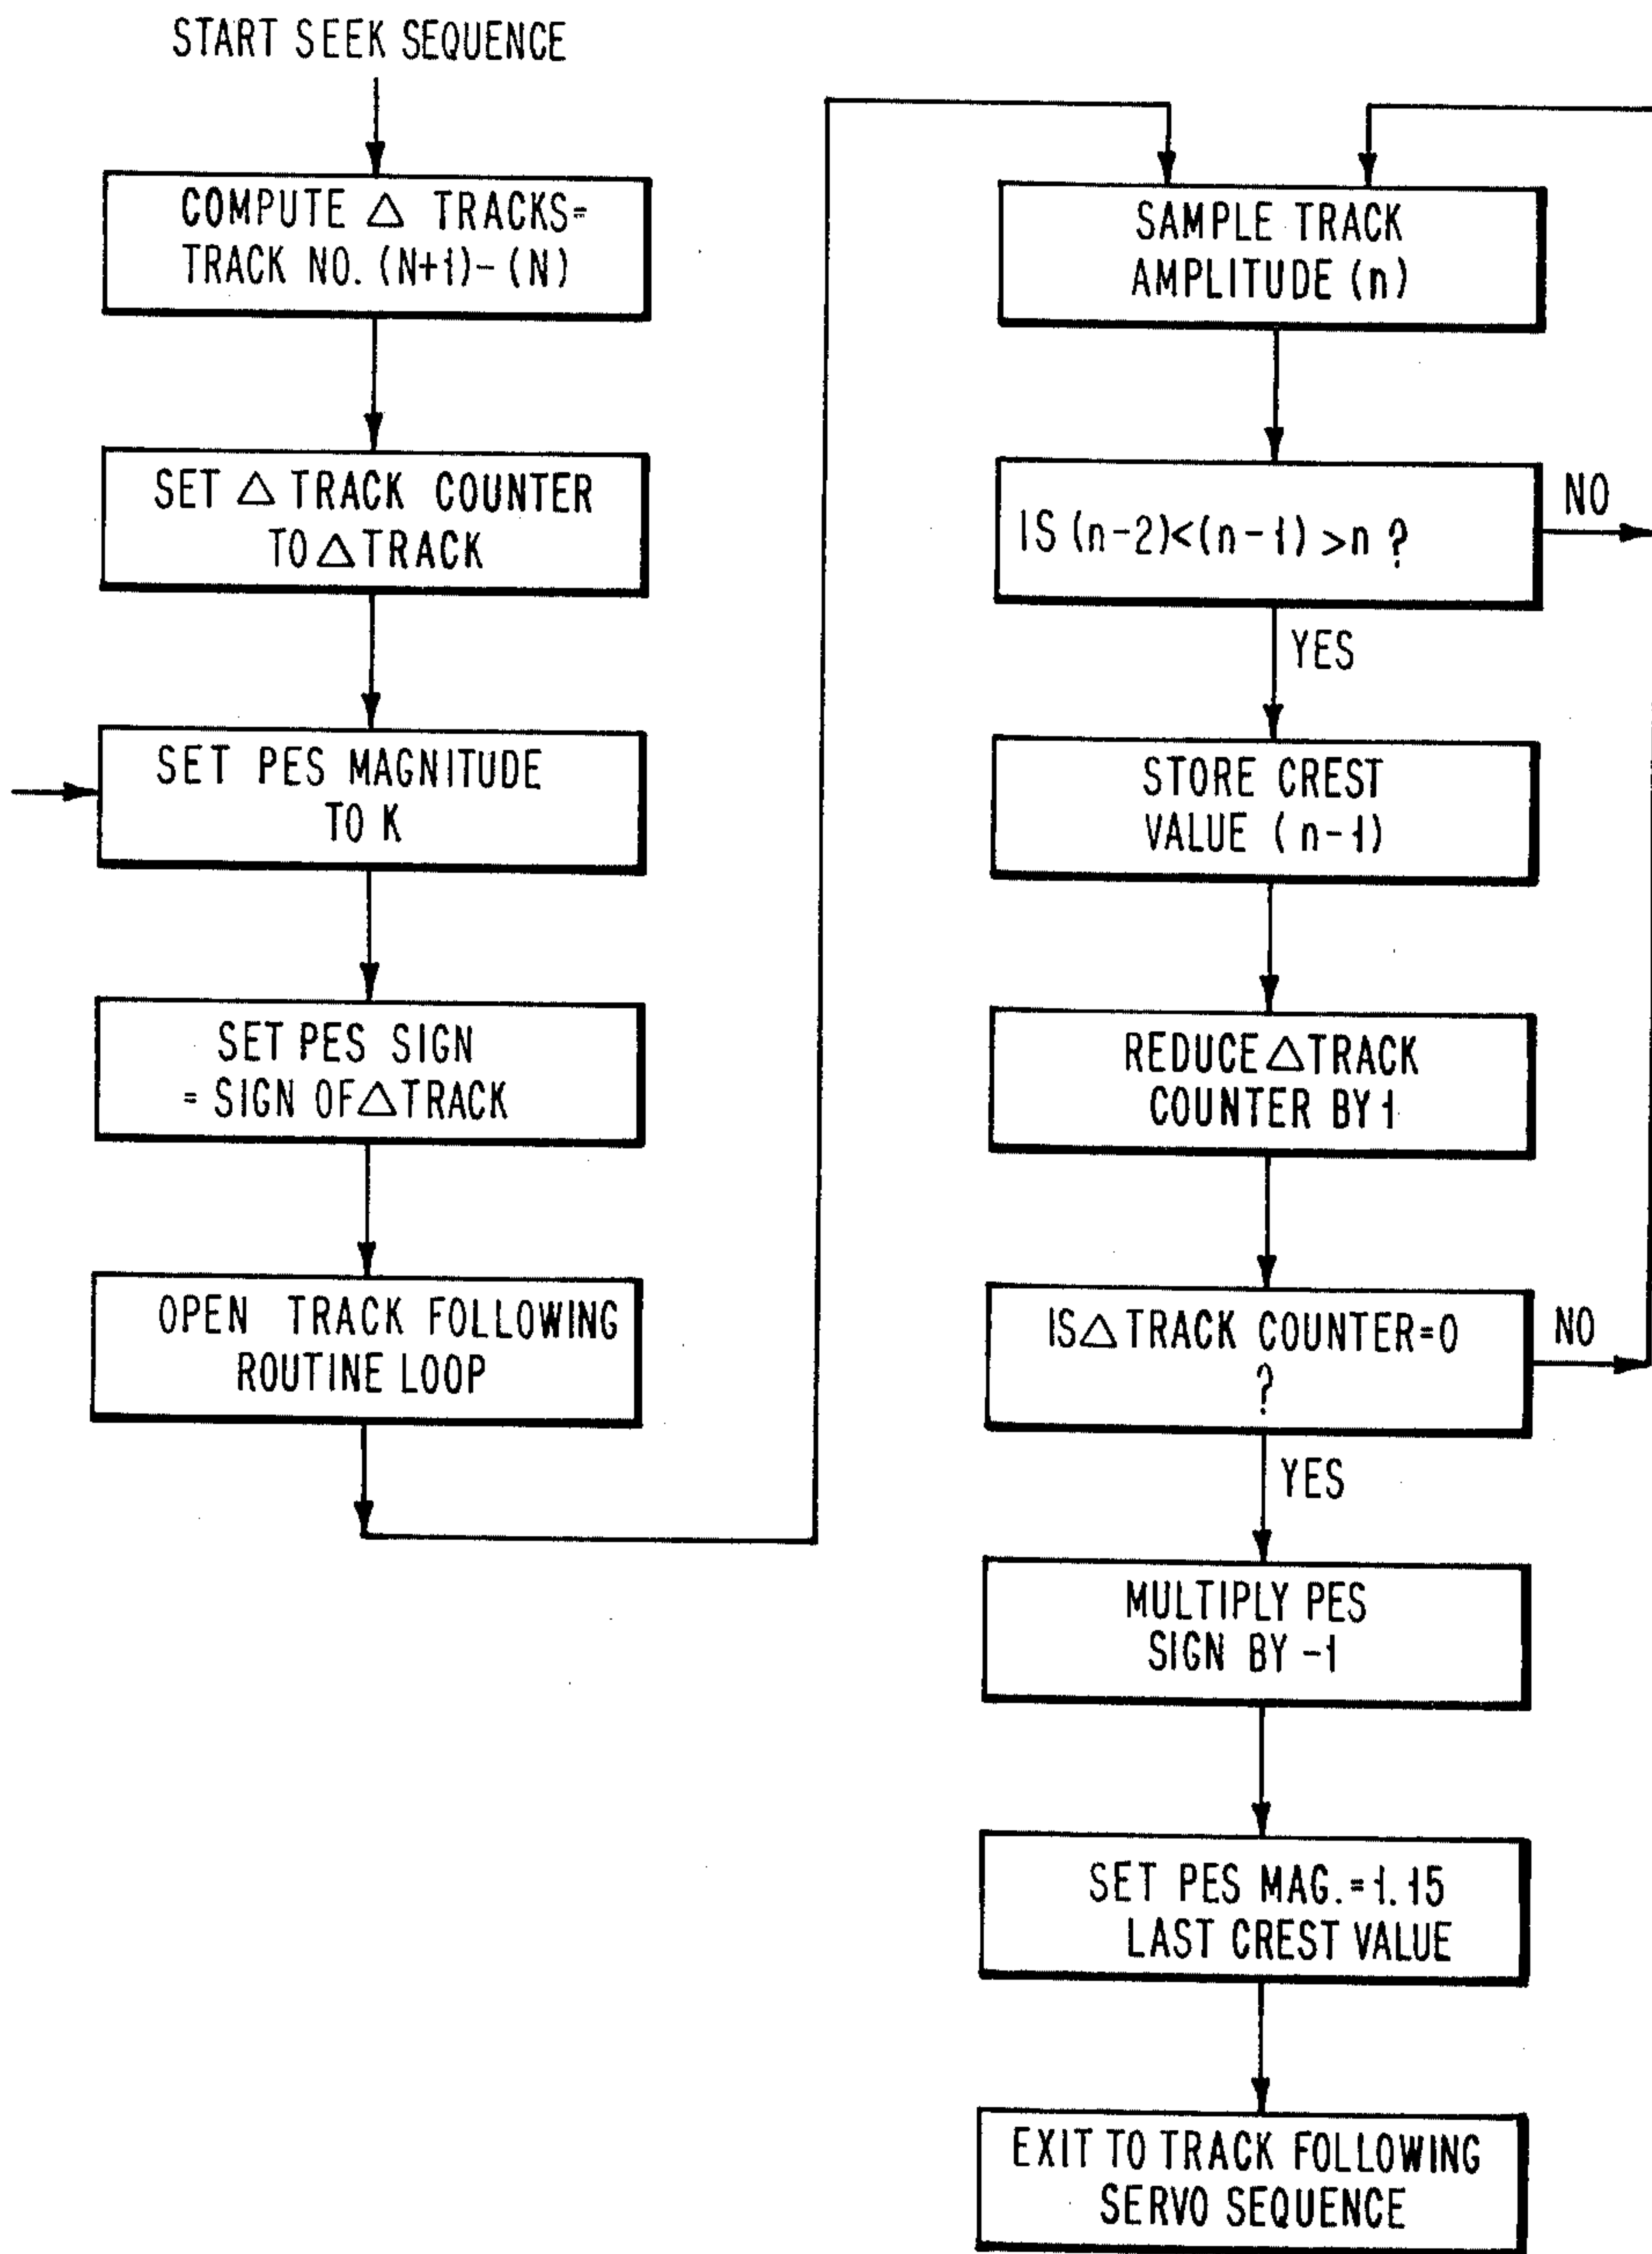 START SEEK SEQUENCE
COMPUTE △ TRACKS=
TRACK NO. (N+1)-(N)
SET △ TRACK COUNTER
TO △ TRACK
SET PES MAGNITUDE
TO K
SET PES SIGN
= SIGN OF △ TRACK
OPEN TRACK FOLLOWING
ROUTINE LOOP
SAMPLE TRACK
AMPLITUDE (n)
IS (n-2)<(n-1) >n ?
NO
YES
STORE CREST
VALUE (n-1)
REDUCE △ TRACK
COUNTER BY 1
IS △ TRACK COUNTER=0
?
NO
YES
MULTIPLY PES
SIGN BY -1
SET PES MAG.=1.15
LAST CREST VALUE
EXIT TO TRACK FOLLOWING
SERVO SEQUENCE